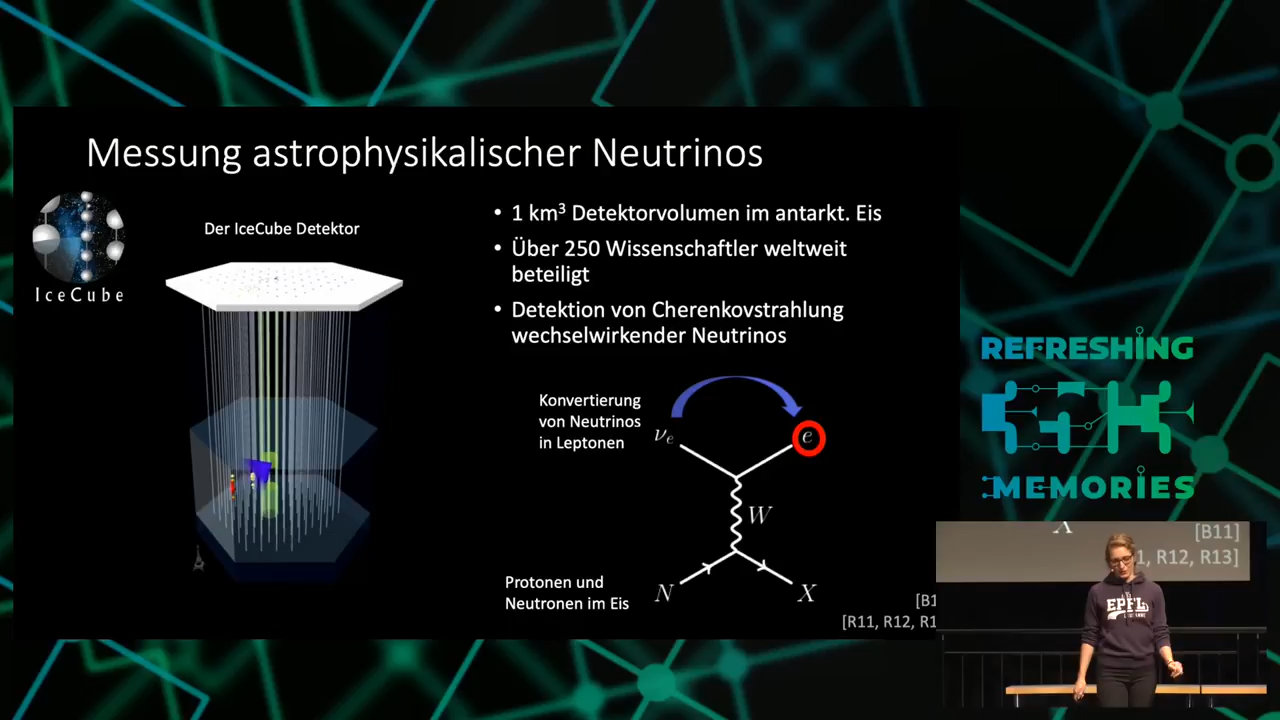 Messung astrophysikalischer Neutrinos
IceCube
Der IceCube Detektor
• 1 km³ Detektorvolumen im antarkt. Eis
• Über 250 Wissenschaftler weltweit
beteiligt
• Detektion von Cherenkovstrahlung
wechselwirkender Neutrinos
Konvertierung
von Neutrinos
in Leptonen
νe
e
W
Protonen und
Neutronen im Eis
N
X
[B1
[R11, R12, R1
REFRESHING
MEMORIES
X
[B11]
1, R12, R13]
EPFL